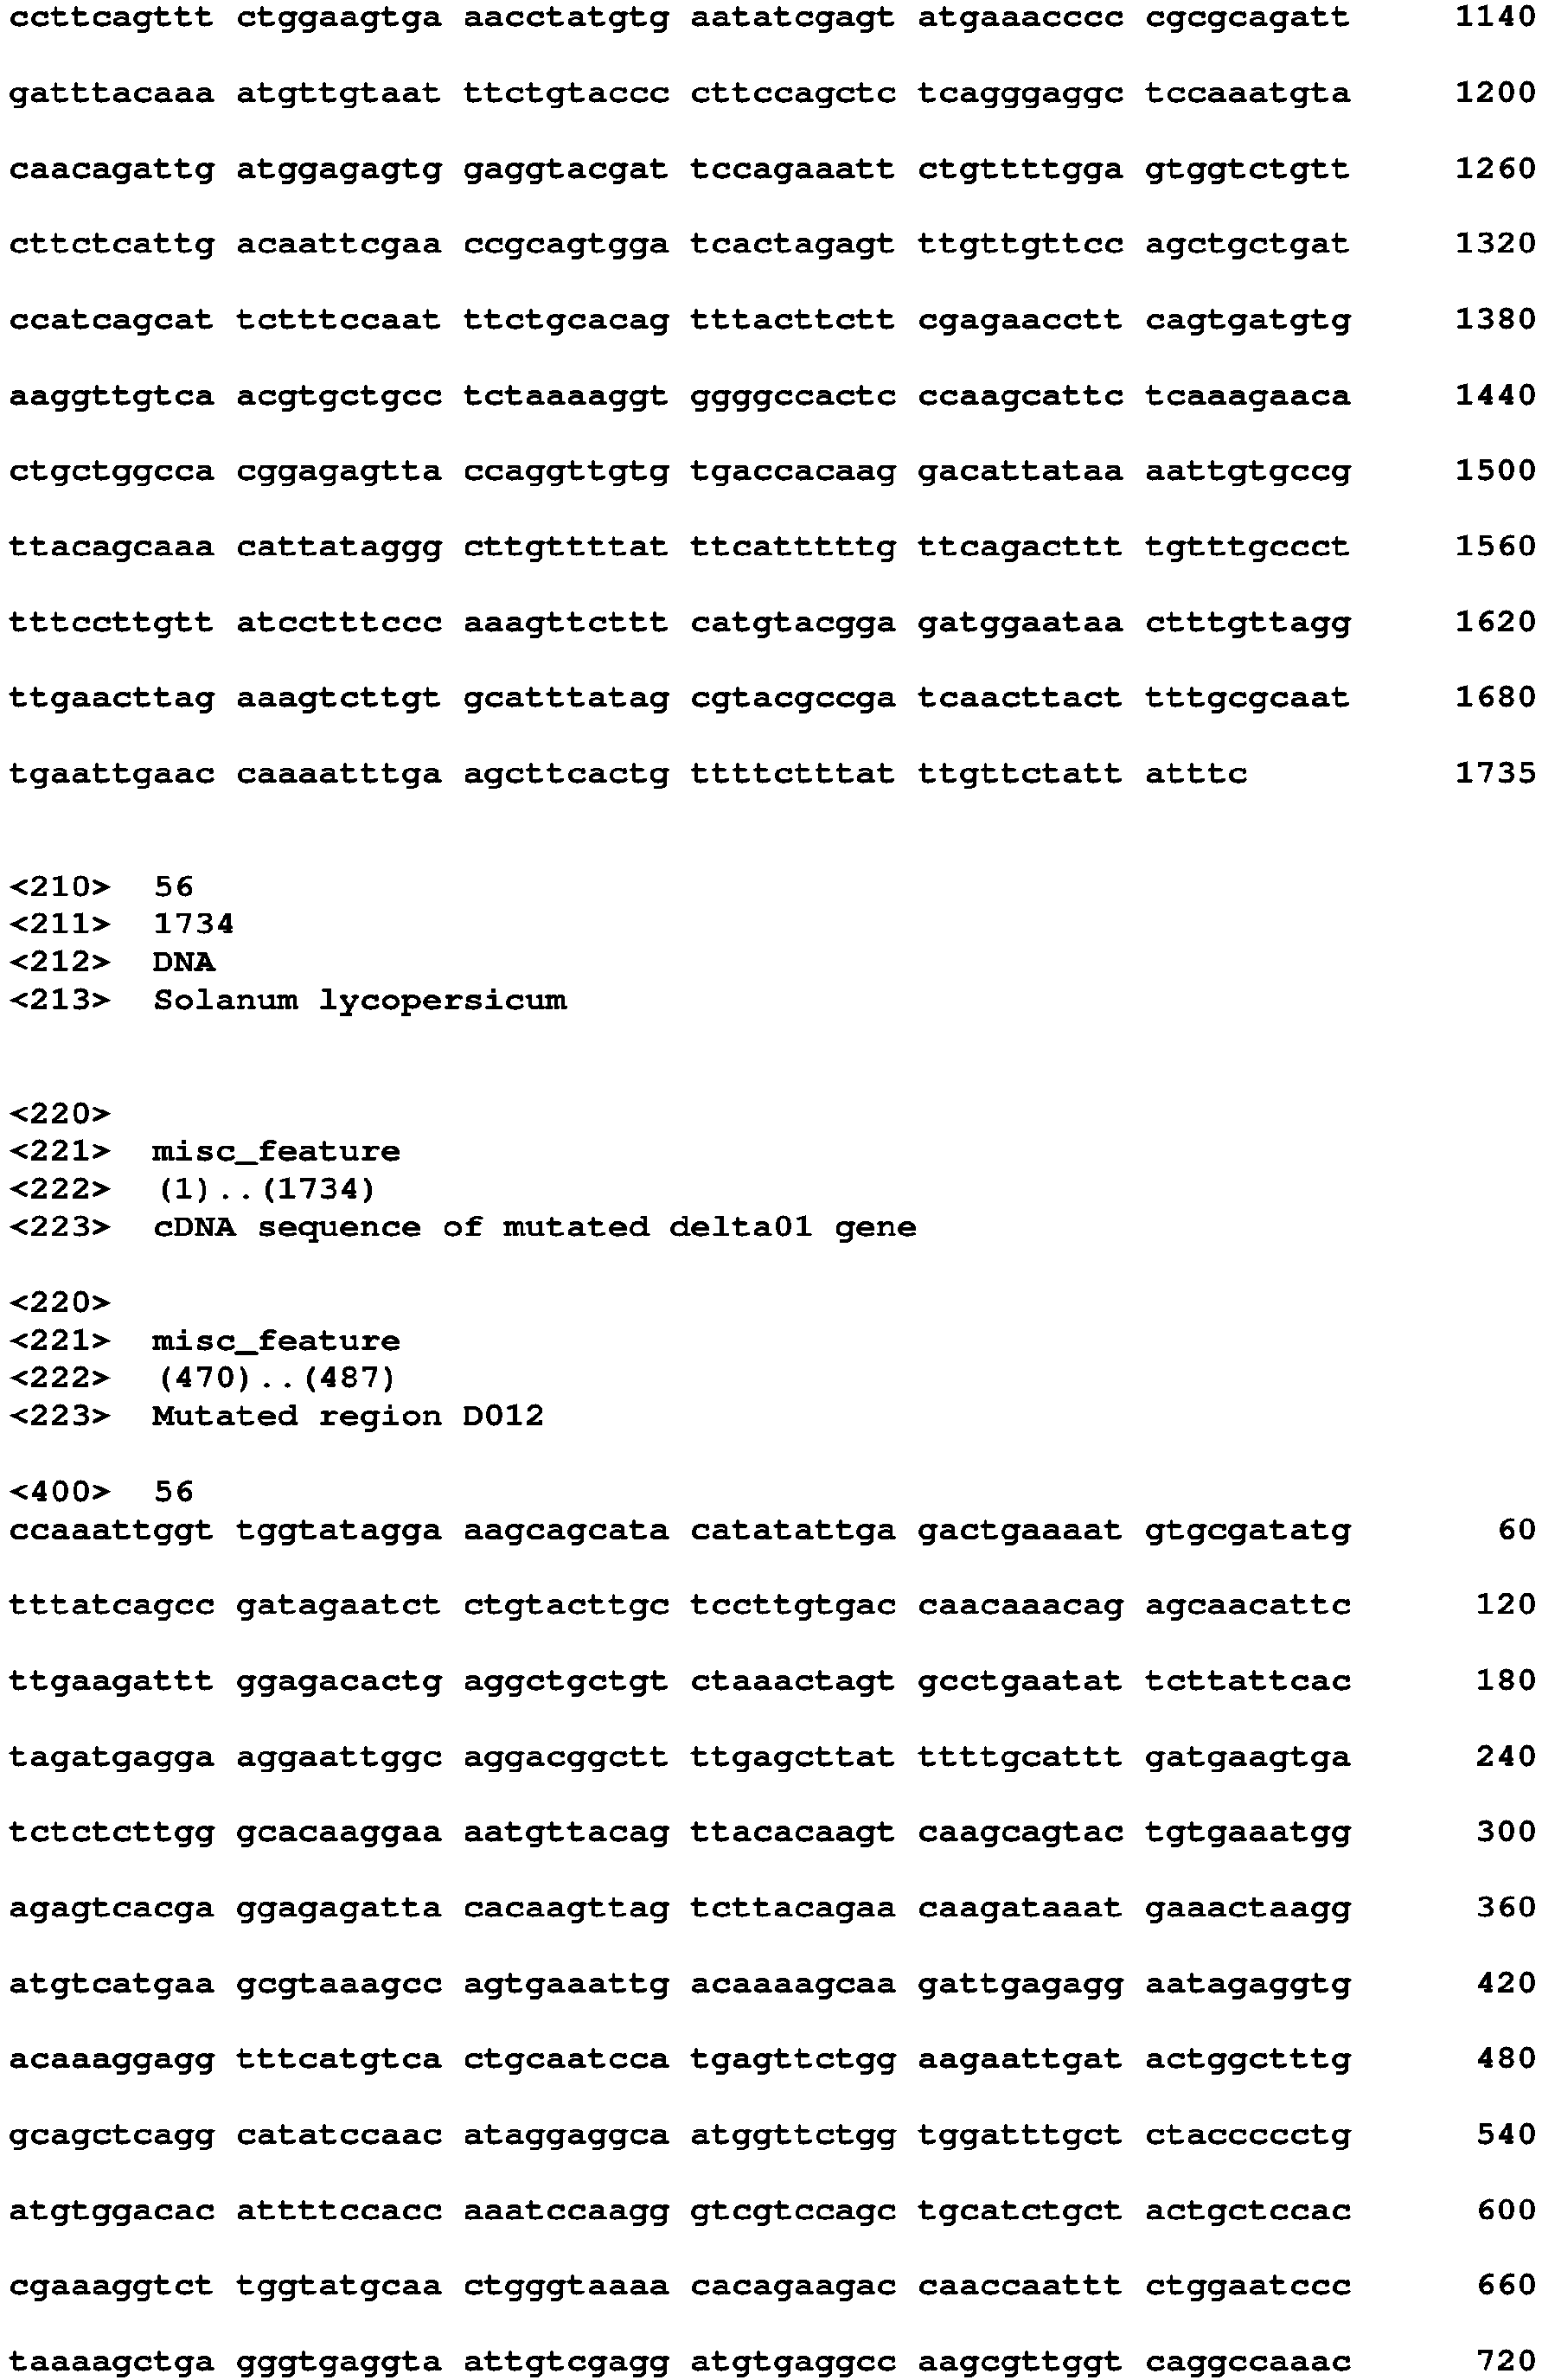 ccttcagttt ctggaagtga aacctatgtg aatatcgagt atgaaacccc cgcgcagatt 1140
gatttacaaa atgttgtaat ttctgtaccc cttccagctc tcagggaggc tccaaatgta 1200
caacagattg atggagagtg gaggtacgat tccagaaatt ctgttttgga gtggtctgtt 1260
cttctcattg acaattcgaa ccgcagtgga tcactagagt ttgttgttcc agctgctgat 1320
ccatcagcat tctttccaat ttctgcacag tttacttctt cgagaacctt cagtgatgtg 1380
aaggttgtca acgtgctgcc tctaaaaggt ggggccactc ccaagcattc tcaaagaaca 1440
ctgctggcca cggagagtta ccaggttgtg tgaccacaag gacattataa aattgtgccg 1500
ttacagcaaa cattataggg cttgttttat ttcatttttg ttcagacttt tgtttgccct 1560
tttccttgtt atcctttccc aaagttcttt catgtacgga gatggaataa ctttgttagg 1620
ttgaacttag aaagtcttgt gcatttatag cgtacgccga tcaacttact tttgcgcaat 1680
tgaattgaac caaaatttga agcttcactg ttttctttat ttgttctatt atttc 1735
<210> 56
<211> 1734
<212> DNA
<213> Solanum lycopersicum
<220>
<221> misc_feature
<222> (1)..(1734)
<223> cDNA sequence of mutated delta01 gene
<220>
<221> misc_feature
<222> (470)..(487)
<223> Mutated region D012
<400> 56
ccaaattggt tggtatagga aagcagcata catatattga gactgaaaat gtgcgatatg 60
tttatcagcc gatagaatct ctgtacttgc tccttgtgac caacaaacag agcaacattc 120
ttgaagattt ggagacactg aggctgctgt ctaaactagt gcctgaatat tcttattcac 180
tagatgagga aggaattggc aggacggctt ttgagcttat ttttgcattt gatgaagtga 240
tctctcttgg gcacaaggaa aatgttacag ttacacaagt caagcagtac tgtgaaatgg 300
agagtcacga ggagagatta cacaagttag tcttacagaa caagataaat gaaactaagg 360
atgtcatgaa gcgtaaagcc agtgaaattg acaaaagcaa gattgagagg aatagaggtg 420
acaaaggagg tttcatgtca ctgcaatcca tgagttctgg aagaattgat actggctttg 480
gcagctcagg catatccaac ataggaggca atggttctgg tggatttgct ctaccccctg 540
atgtggacac attttccacc aaatccaagg gtcgtccagc tgcatctgct actgctccac 600
cgaaaggtct tggtatgcaa ctgggtaaaa cacagaagac caaccaattt ctggaatccc 660
taaaagctga gggtgaggta attgtcgagg atgtgaggcc aagcgttggt caggccaaac 720